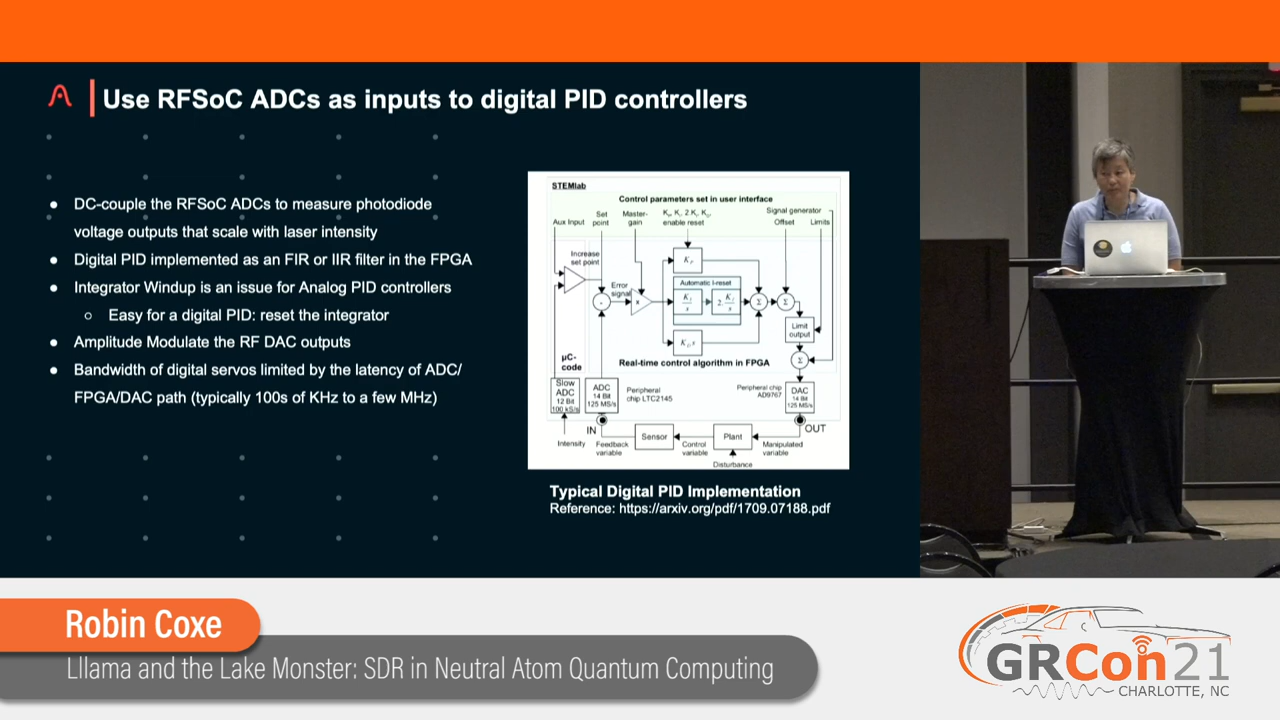 Use RFSoC ADCs as inputs to digital PID controllers
DC-couple the RFSoC ADCs to measure photodiode
voltage outputs that scale with laser intensity
Digital PID implemented as an FIR or IIR filter in the FPGA
Integrator Windup is an issue for Analog PID controllers
Easy for a digital PID: reset the integrator
Amplitude Modulate the RF DAC outputs
Bandwidth of digital servos limited by the latency of ADC/
FPGA/DAC path (typically 100s of KHz to a few MHz)
STEMlab
Control parameters set in user interface
Aux Input
Set
point
Master-
gain
enable reset
Signal generator
Offset
Limits
Increase
set point
Error
signal
Automatic I-reset
Limit
output
µC-
code
Real-time control algorithm in FPGA
Slow
ADC
12 Bit
100 kS/s
ADC
14 Bit
125 MS/s
Peripheral
chip LTC2145
Peripheral chip
AD9767
DAC
14 Bit
125 MS/s
IN
OUT
Intensity
Feedback
variable
Sensor
Control
variable
Plant
Manipulated
variable
Disturbance
Typical Digital PID Implementation
Reference: https://arxiv.org/pdf/1709.07188.pdf
Robin Coxe
Lllama and the Lake Monster: SDR in Neutral Atom Quantum Computing
GRCon21
CHARLOTTE, NC